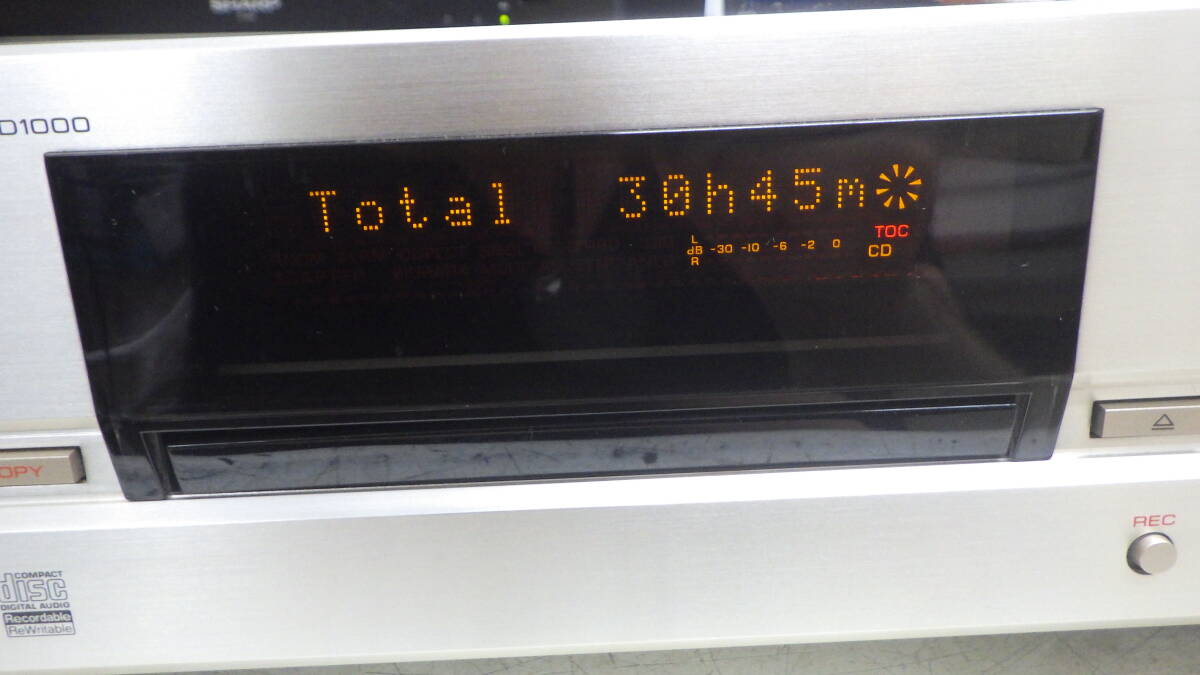 SHARP
D1000
Total 30h45m
TOC
L
dB -30 -10 -6 -2 0
R
CD
OPY
REC
COMPACT
disc
DIGITAL AUDIO
Recordable
ReWritable